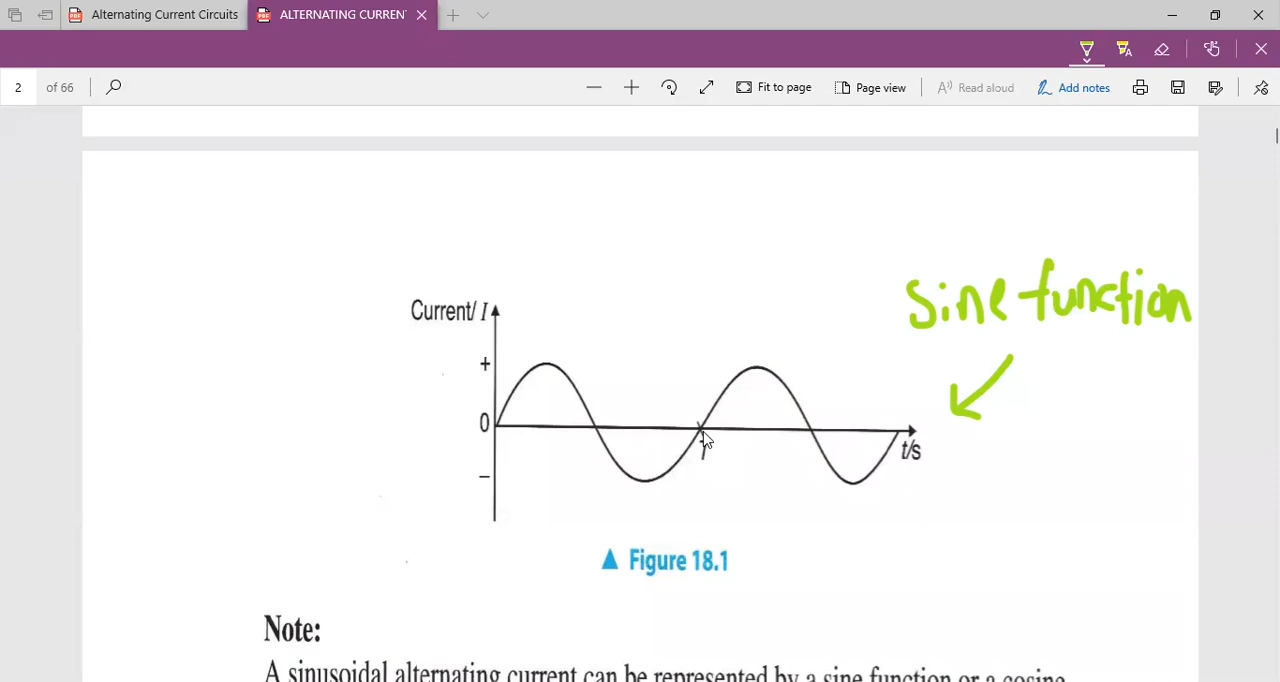 Alternating Current Circuits
ALTERNATING CURREN
2 of 66
Fit to page
Page view
Read aloud
Add notes
sine function
Current/ I
+
0
−
t/s
▲ Figure 18.1
Note:
A sinusoidal alternating current can be represented by a sine function or a cosine